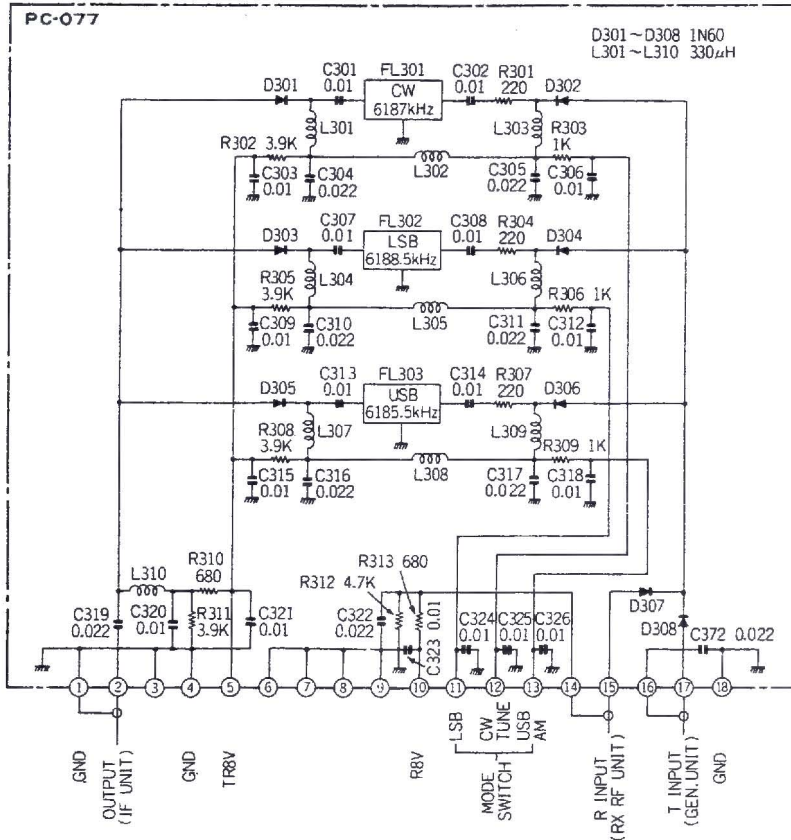 PC-077
D301~D308 1N60
L301~L310 330μH
C301
0.01
FL301
CW
6187kHz
C302
0.01
R301
220
D301
D302
L301
L303
R303
1K
R302 3.9K
C303
0.01
C304
0.022
L302
C305
0.022
C306
0.01
C307
0.01
FL302
LSB
6188.5kHz
C308
0.01
R304
220
D303
D304
L304
L306
R305
3.9K
R306 1K
C309
0.01
C310
0.022
L305
C311
0.022
C312
0.01
C313
0.01
FL303
USB
6185.5kHz
C314
0.01
R307
220
D305
D306
L307
L309
R308
3.9K
R309 1K
C315
0.01
C316
0.022
L308
C317
0.022
C318
0.01
L310
R310
680
R313 680
R312 4.7K
D307
D308
C319
0.022
C320
0.01
R311
3.9K
C321
0.01
C322
0.022
C323 0.01
C324
0.01
C325
0.01
C326
0.01
C372 0.022
1
2
3
4
5
6
7
8
9
10
11
12
13
14
15
16
17
18
GND
OUTPUT
(IF UNIT)
GND
TR8V
R8V
LSB
CW
TUNE
USB
AM
MODE
SWITCH
R INPUT
(RX RF UNIT)
T INPUT
(GEN.UNIT)
GND